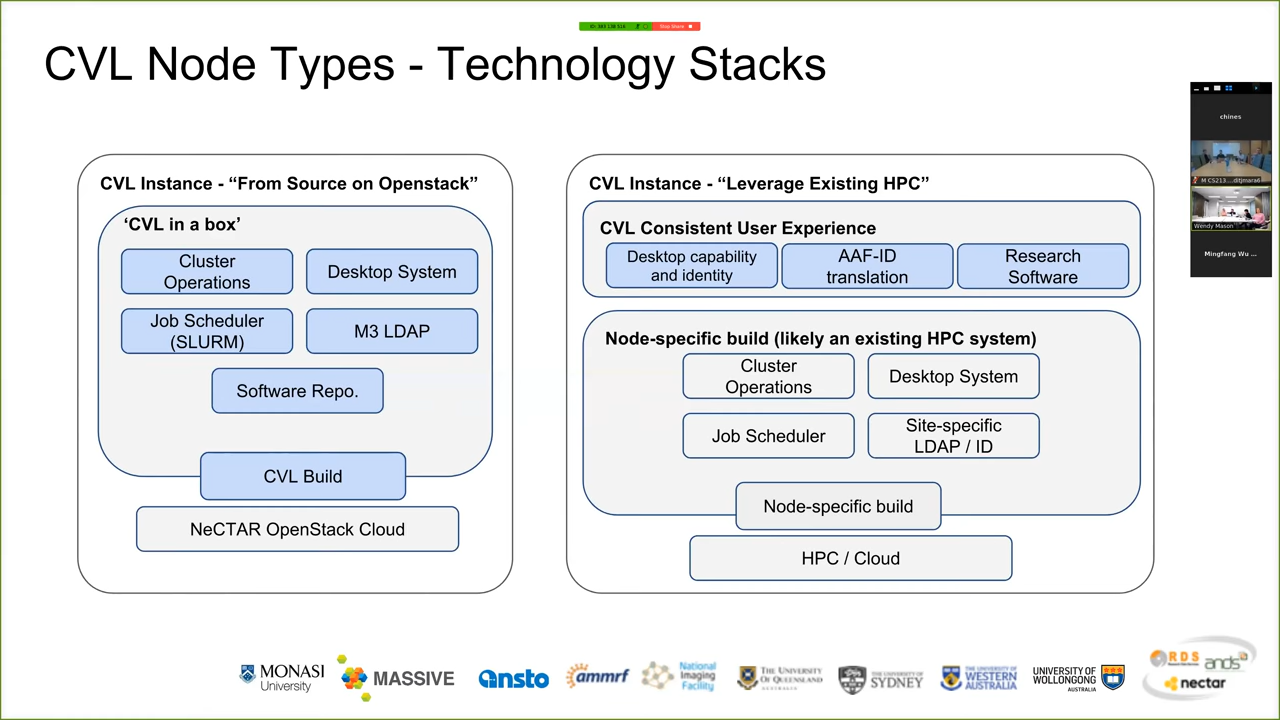 CVL Node Types - Technology Stacks
CVL Instance - “From Source on Openstack”
‘CVL in a box’
Cluster
Operations
Desktop System
Job Scheduler
(SLURM)
M3 LDAP
Software Repo.
CVL Build
NeCTAR OpenStack Cloud
CVL Instance - “Leverage Existing HPC”
CVL Consistent User Experience
Desktop capability
and identity
AAF-ID
translation
Research
Software
Node-specific build (likely an existing HPC system)
Cluster
Operations
Desktop System
Job Scheduler
Site-specific
LDAP / ID
Node-specific build
HPC / Cloud
Stop Share
chines
Wendy Mason
Mingfang Wu ...
MONASH
University
MASSIVE
ansto
ammrf
National
Imaging
Facility
THE UNIVERSITY
OF QUEENSLAND
AUSTRALIA
THE UNIVERSITY OF
SYDNEY
THE UNIVERSITY OF
WESTERN
AUSTRALIA
UNIVERSITY OF
WOLLONGONG
AUSTRALIA
RDS
ands
nectar